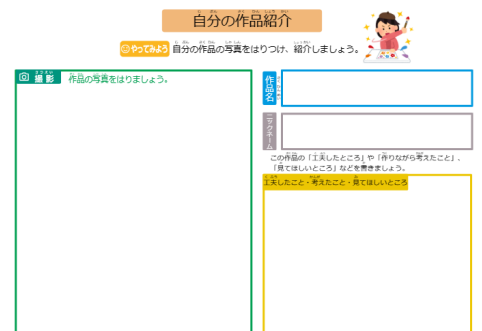 自分の作品紹介
やってみよう 自分の作品の写真をはりつけ、紹介しましょう。
撮影 作品の写真をはりましょう。
作品名
ニックネーム
この作品の「工夫したところ」や「作りながら考えたこと」、
「見てほしいところ」などを書きましょう。
工夫したこと・考えたこと・見てほしいところ